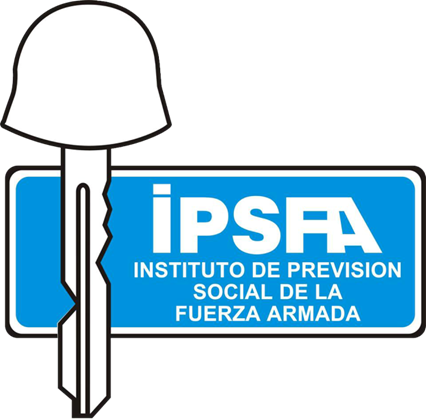 iPSFA
INSTITUTO DE PREVISION
SOCIAL DE LA
FUERZA ARMADA